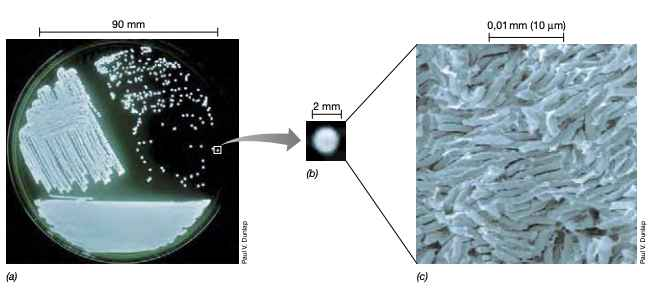 90 mm
Paul V. Dunlap
(a)
2 mm
(b)
0,01 mm (10 μm)
Paul V. Dunlap
(c)